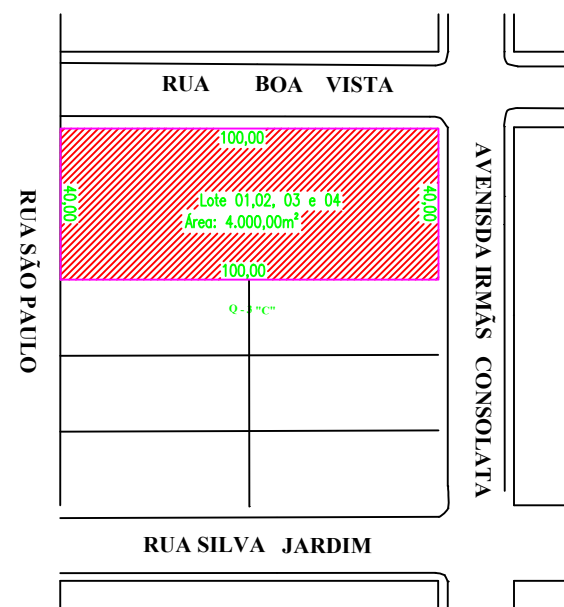 RUA BOA VISTA
100,00
40,00
Lote 01,02, 03 e 04
Área: 4.000,00m²
40,00
100,00
RUA SÃO PAULO
AVENISDA IRMÃS CONSOLATA
"C"
RUA SILVA JARDIM